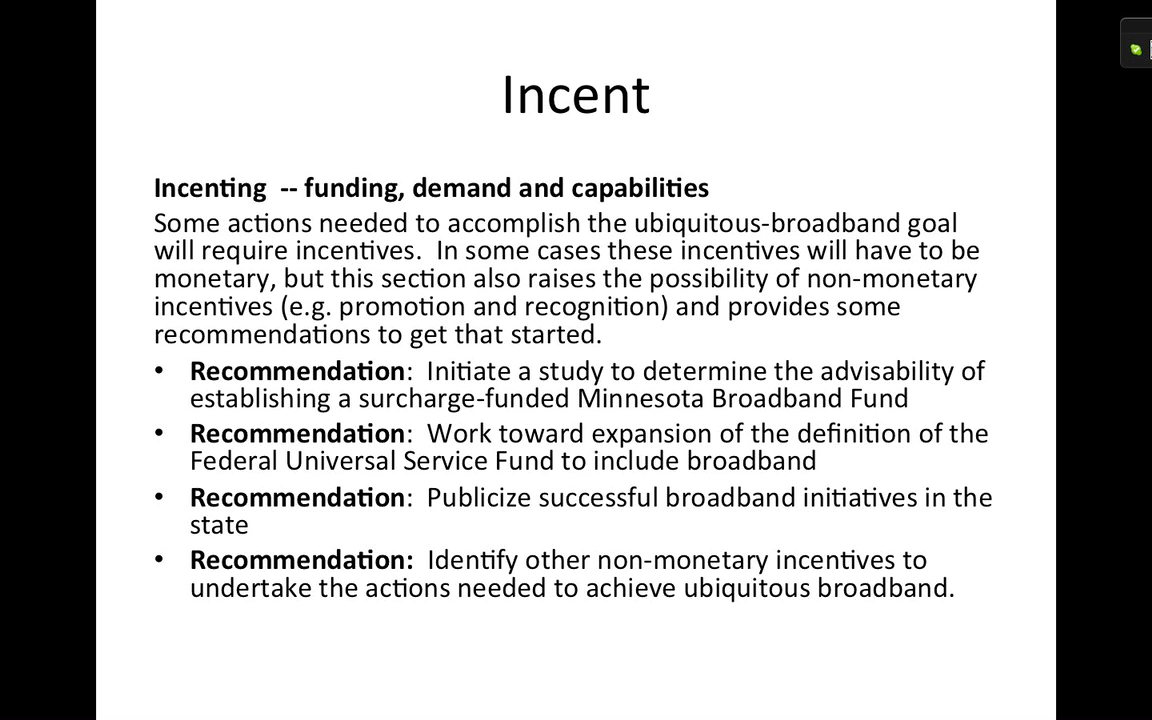 Incent
Incenting  -- funding, demand and capabilities
Some actions needed to accomplish the ubiquitous-broadband goal
will require incentives.  In some cases these incentives will have to be
monetary, but this section also raises the possibility of non-monetary
incentives (e.g. promotion and recognition) and provides some
recommendations to get that started.
• Recommendation:  Initiate a study to determine the advisability of
establishing a surcharge-funded Minnesota Broadband Fund
• Recommendation:  Work toward expansion of the definition of the
Federal Universal Service Fund to include broadband
• Recommendation:  Publicize successful broadband initiatives in the
state
• Recommendation:  Identify other non-monetary incentives to
undertake the actions needed to achieve ubiquitous broadband.